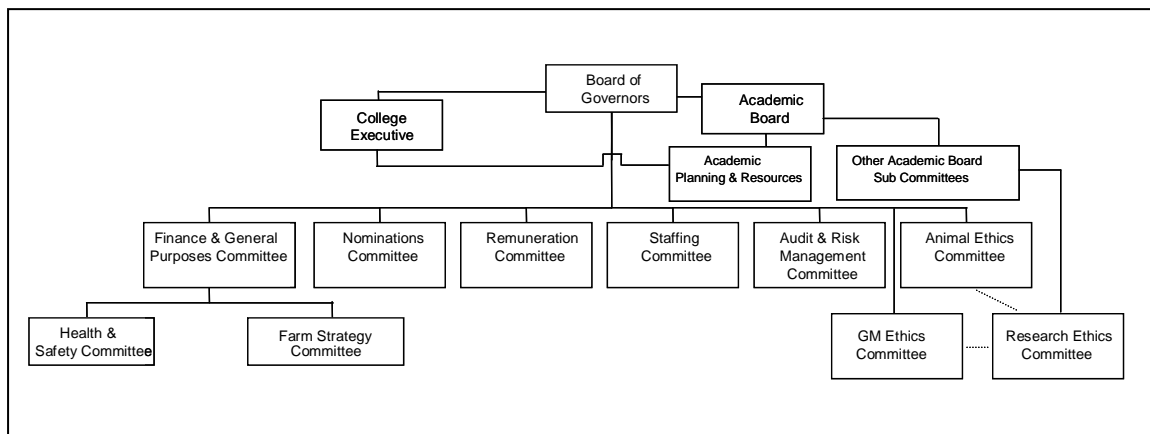 Board of
Governors
College
Executive
Academic
Board
Academic
Planning & Resources
Other Academic Board
Sub Committees
Finance & General
Purposes Committee
Nominations
Committee
Remuneration
Committee
Staffing
Committee
Audit & Risk
Management
Committee
Animal Ethics
Committee
Health &
Safety Committee
Farm Strategy
Committee
GM Ethics
Committee
Research Ethics
Committee